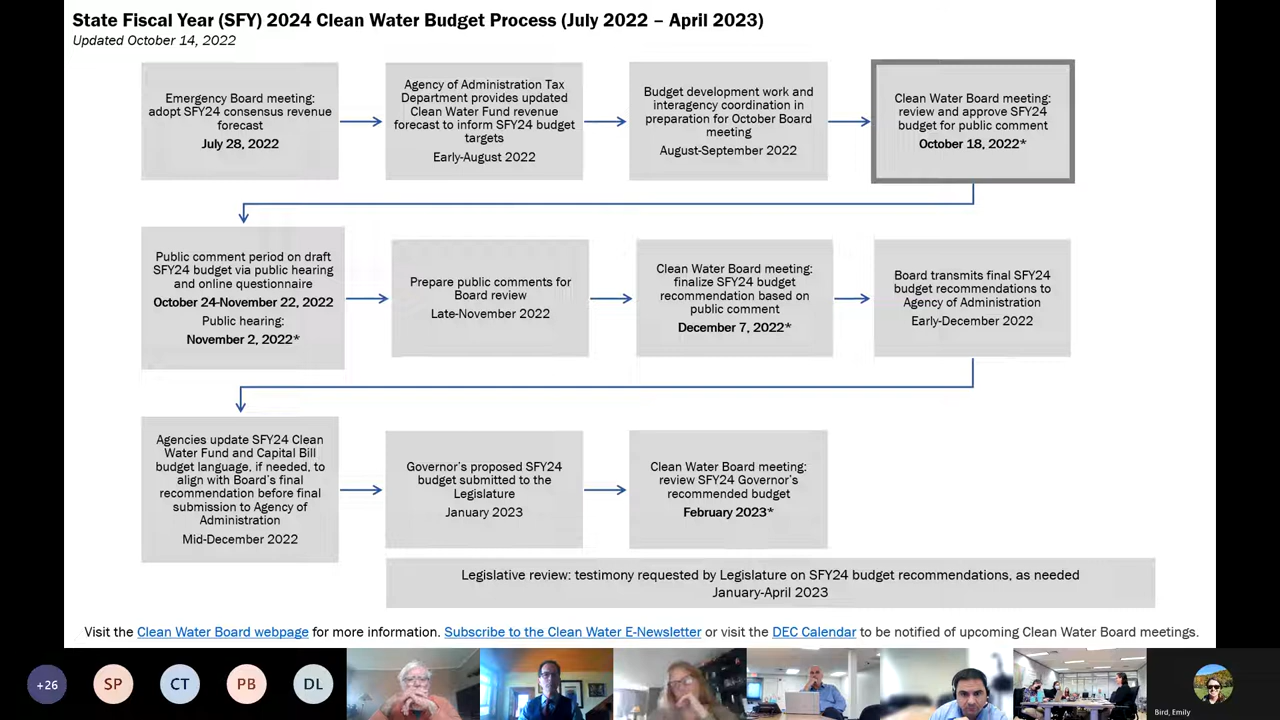 State Fiscal Year (SFY) 2024 Clean Water Budget Process (July 2022 – April 2023)
Updated October 14, 2022
Emergency Board meeting:
adopt SFY24 consensus revenue
forecast
July 28, 2022
Agency of Administration Tax
Department provides updated
Clean Water Fund revenue
forecast to inform SFY24 budget
targets
Early-August 2022
Budget development work and
interagency coordination in
preparation for October Board
meeting
August-September 2022
Clean Water Board meeting:
review and approve SFY24
budget for public comment
October 18, 2022*
Public comment period on draft
SFY24 budget via public hearing
and online questionnaire
October 24-November 22, 2022
Public hearing:
November 2, 2022*
Prepare public comments for
Board review
Late-November 2022
Clean Water Board meeting:
finalize SFY24 budget
recommendation based on
public comment
December 7, 2022*
Board transmits final SFY24
budget recommendations to
Agency of Administration
Early-December 2022
Agencies update SFY24 Clean
Water Fund and Capital Bill
budget language, if needed, to
align with Board's final
recommendation before final
submission to Agency of
Administration
Mid-December 2022
Governor's proposed SFY24
budget submitted to the
Legislature
January 2023
Clean Water Board meeting:
review SFY24 Governor's
recommended budget
February 2023*
Legislative review: testimony requested by Legislature on SFY24 budget recommendations, as needed
January-April 2023
Visit the Clean Water Board webpage for more information. Subscribe to the Clean Water E-Newsletter or visit the DEC Calendar to be notified of upcoming Clean Water Board meetings.
+26
SP
CT
PB
DL
Bird, Emily